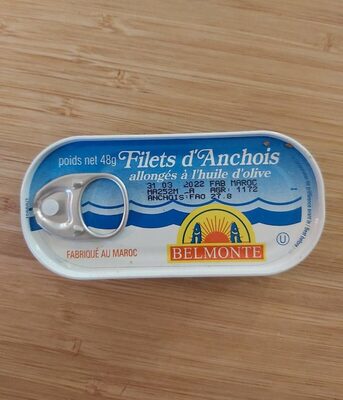 poids net 48g Filets d'Anchois
allongés à l'huile d'olive
31 03 2022 FAB MAROC
MA252M -A AGR: 1172
ANCHOIS:FAO 27.8
FABRIQUÉ AU MAROC
BELMONTE
U